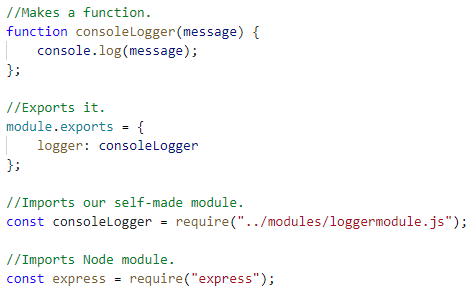 //Makes a function.
function consoleLogger(message) {
    console.log(message);
};

//Exports it.
module.exports = {
    logger: consoleLogger
};

//Imports our self-made module.
const consoleLogger = require("../modules/loggermodule.js");

//Imports Node module.
const express = require("express");